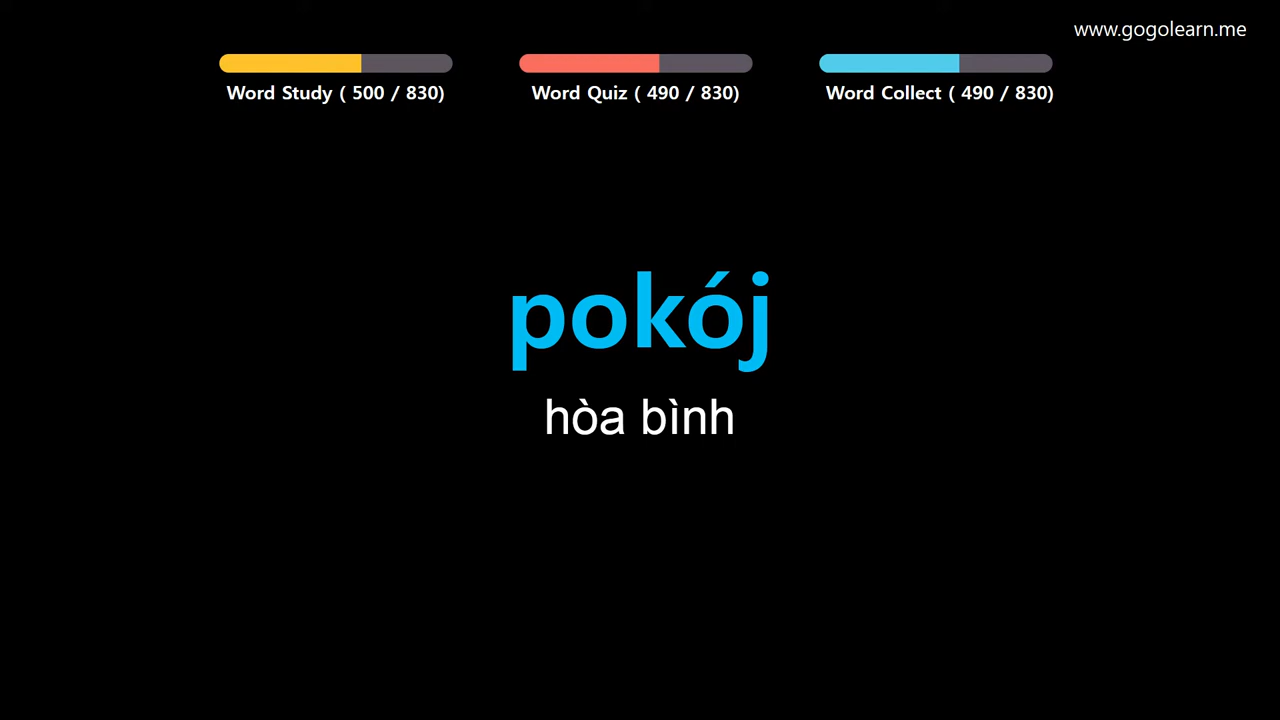 www.gogolearn.me
Word Study ( 500 / 830)
Word Quiz ( 490 / 830)
Word Collect ( 490 / 830)
pokój
hòa bình